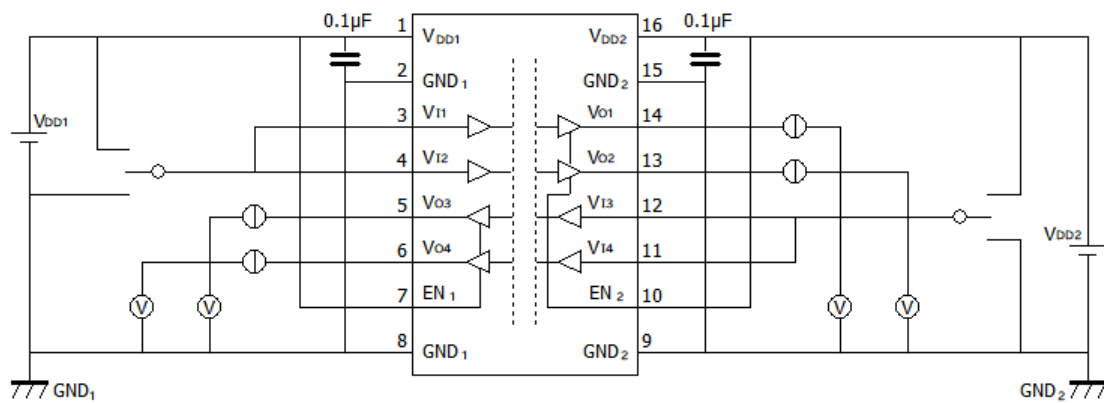 0.1µF 1 16 0.1µF
VDD1 VDD2
2 15
GND1 GND2
3 VI1 VO1 14
VDD1
4 VI2 VO2 13
5 VO3 VI3 12
6 VO4 VI4 11
VDD2
7 EN1 EN2 10
V V V V
8 GND1 GND2 9
GND1 GND2